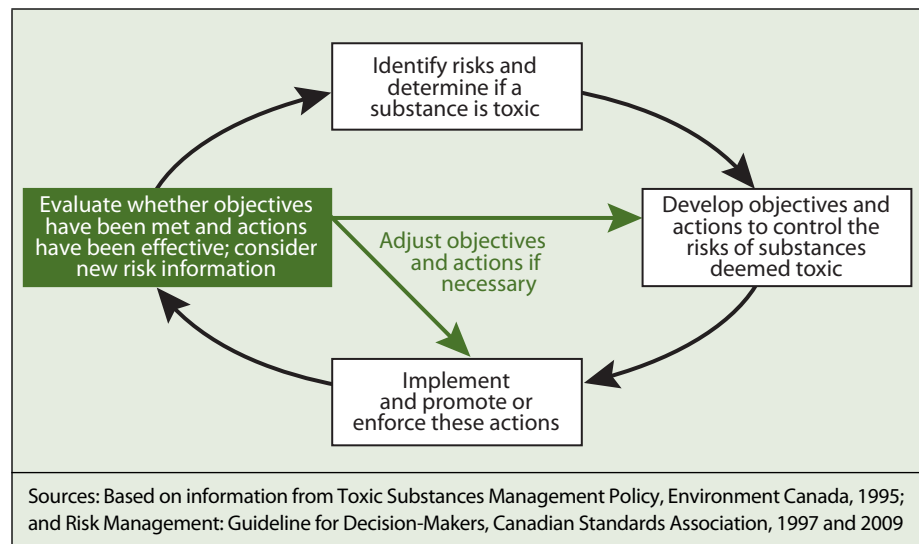 Identify risks and
determine if a
substance is toxic
Evaluate whether objectives
have been met and actions
have been effective; consider
new risk information
Adjust objectives
and actions if
necessary
Develop objectives and
actions to control the
risks of substances
deemed toxic
Implement
and promote or
enforce these actions
Sources: Based on information from Toxic Substances Management Policy, Environment Canada, 1995;
and Risk Management: Guideline for Decision-Makers, Canadian Standards Association, 1997 and 2009